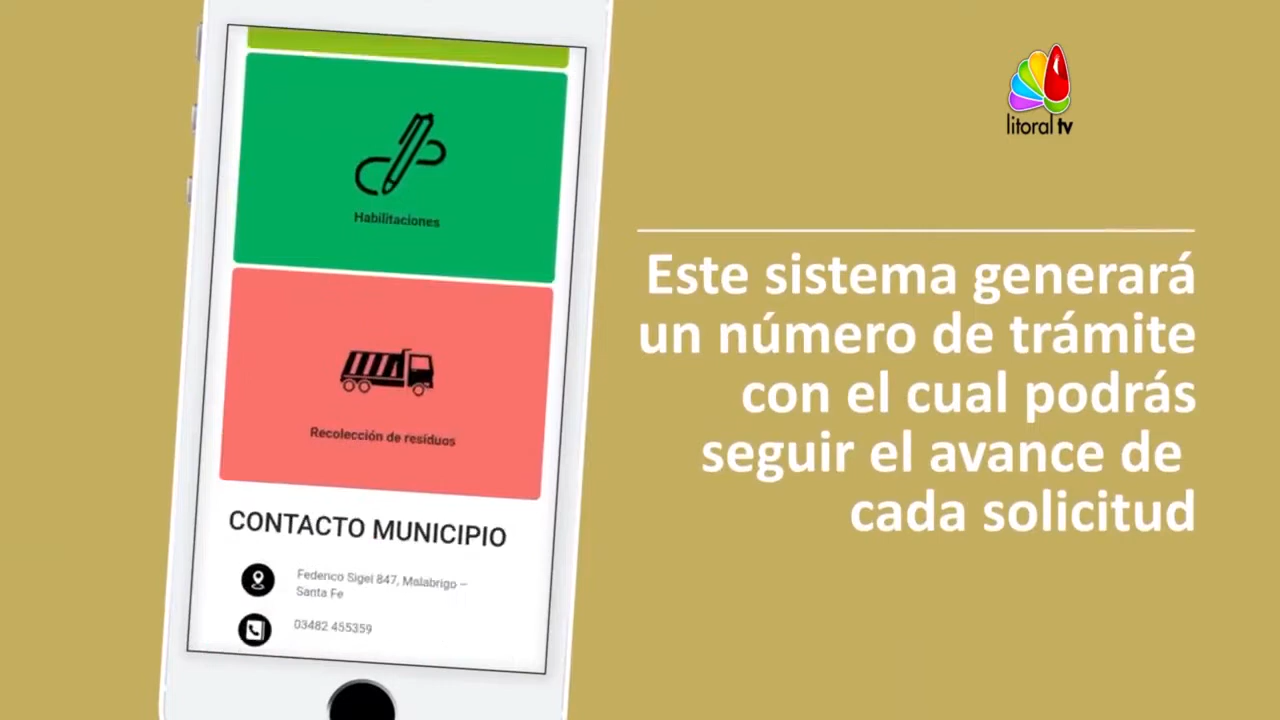 litoral tv
Habilitaciones
Recolección de residuos
CONTACTO MUNICIPIO
Federico Sigel 847, Malabrigo –
Santa Fe
03482 455359
Este sistema generará
un número de trámite
con el cual podrás
seguir el avance de
cada solicitud